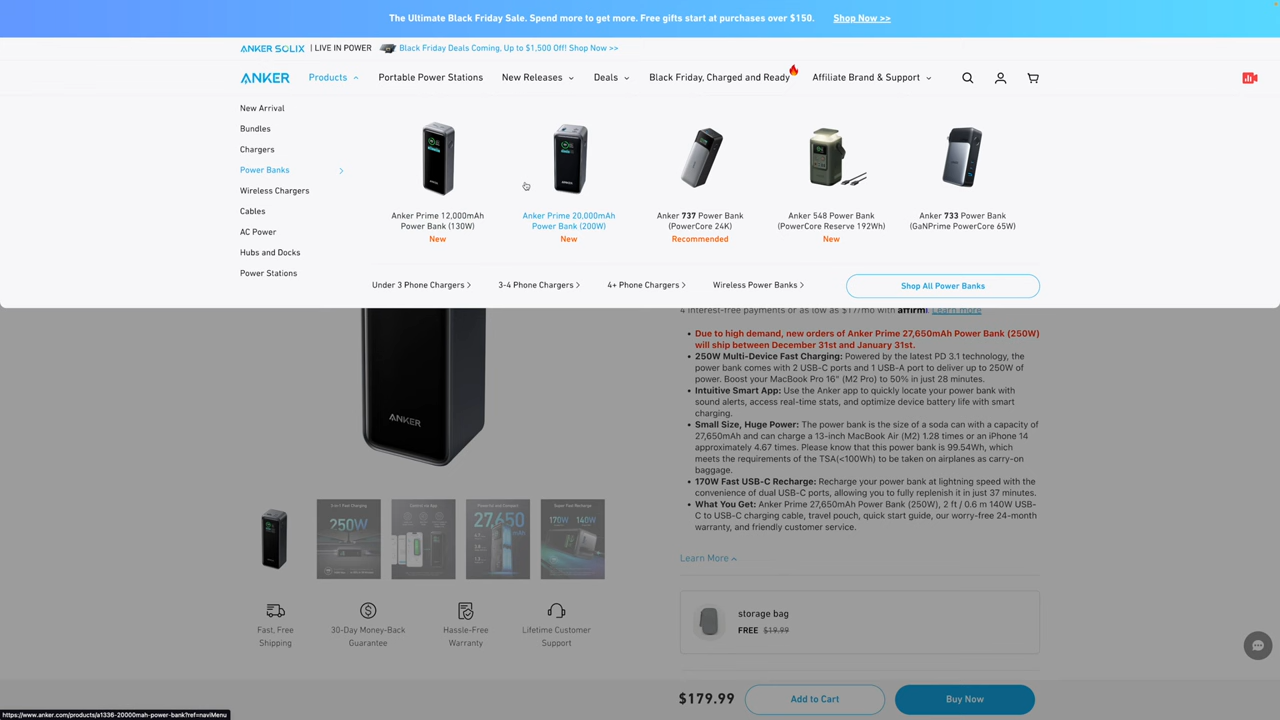 The Ultimate Black Friday Sale. Spend more to get more. Free gifts start at purchases over $150. Shop Now >>
ANKER SOLIX | LIVE IN POWER Black Friday Deals Coming, Up to $1,500 Off! Shop Now >>
ANKER Products Portable Power Stations New Releases Deals Black Friday, Charged and Ready Affiliate Brand & Support
New Arrival
Bundles
Chargers
Power Banks
Wireless Chargers
Cables
AC Power
Hubs and Docks
Power Stations
Anker Prime 12,000mAh
Power Bank (130W)
New
Anker Prime 20,000mAh
Power Bank (200W)
New
Anker 737 Power Bank
(PowerCore 24K)
Recommended
Anker 548 Power Bank
(PowerCore Reserve 192Wh)
New
Anker 733 Power Bank
(GaNPrime PowerCore 65W)
Under 3 Phone Chargers > 3-4 Phone Chargers > 4+ Phone Chargers > Wireless Power Banks > Shop All Power Banks
4 interest-free payments or as low as $17/mo with affirm. Learn more
• Due to high demand, new orders of Anker Prime 27,650mAh Power Bank (250W)
will ship between December 31st and January 31st.
• 250W Multi-Device Fast Charging: Powered by the latest PD 3.1 technology, the
power bank comes with 2 USB-C ports and 1 USB-A port to deliver up to 250W of
power. Boost your MacBook Pro 16" (M2 Pro) to 50% in just 28 minutes.
• Intuitive Smart App: Use the Anker app to quickly locate your power bank with
sound alerts, access real-time stats, and optimize device battery life with smart
charging.
• Small Size, Huge Power: The power bank is the size of a soda can with a capacity of
27,650mAh and can charge a 13-inch MacBook Air (M2) 1.28 times or an iPhone 14
approximately 4.67 times. Please know that this power bank is 99.54Wh, which
meets the requirements of the TSA(<100Wh) to be taken on airplanes as carry-on
baggage.
• 170W Fast USB-C Recharge: Recharge your power bank at lightning speed with the
convenience of dual USB-C ports, allowing you to fully replenish it in just 37 minutes.
• What You Get: Anker Prime 27,650mAh Power Bank (250W), 2 ft / 0.6 m 140W USB-
C to USB-C charging cable, travel pouch, quick start guide, our worry-free 24-month
warranty, and friendly customer service.
Learn More
ANKER
250W
27,650
170W 140W
Fast, Free
Shipping
30-Day Money-Back
Guarantee
Hassle-Free
Warranty
Lifetime Customer
Support
storage bag
FREE $19.99
$179.99 Add to Cart Buy Now
https://www.anker.com/products/a1336-20000mah-power-bank?ref=naviMenu